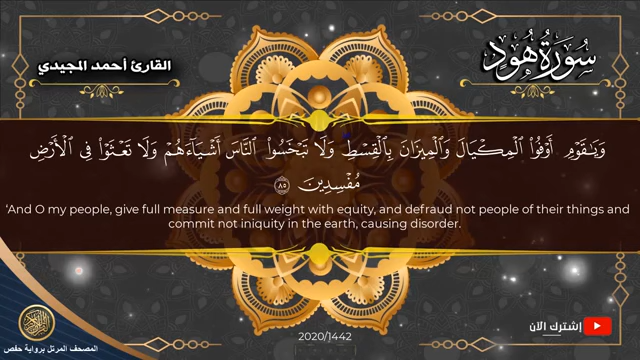 القارئ أحمد المجيدي
سورة هود
وَيَٰقَوْمِ أَوْفُوا۟ ٱلْمِكْيَالَ وَٱلْمِيزَانَ بِٱلْقِسْطِ وَلَا تَبْخَسُوا۟ ٱلنَّاسَ أَشْيَآءَهُمْ وَلَا تَعْثَوْا۟ فِى ٱلْأَرْضِ
مُفْسِدِينَ ٨٥
‘And O my people, give full measure and full weight with equity, and defraud not people of their things and
commit not iniquity in the earth, causing disorder.
إشترك الآن
2020/1442
المصحف المرتل برواية حفص